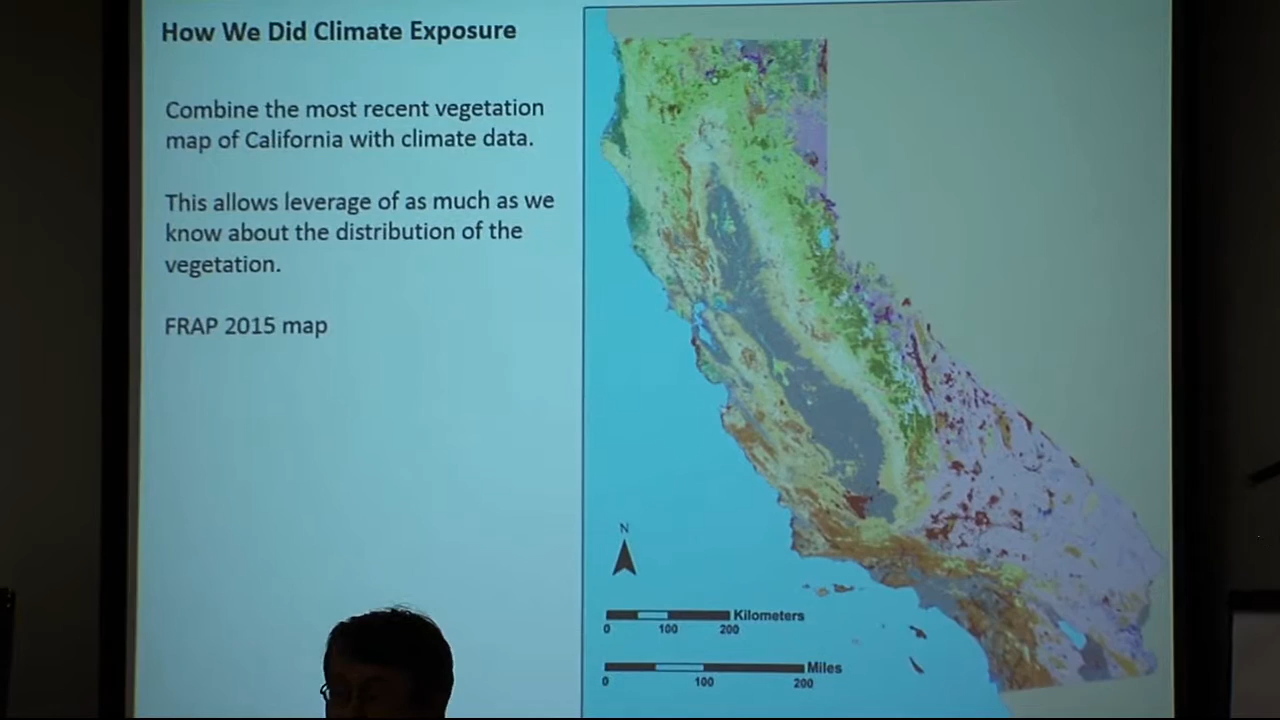 How We Did Climate Exposure
Combine the most recent vegetation
map of California with climate data.
This allows leverage of as much as we
know about the distribution of the
vegetation.
FRAP 2015 map
N
Kilometers
0 100 200
Miles
0 100 200